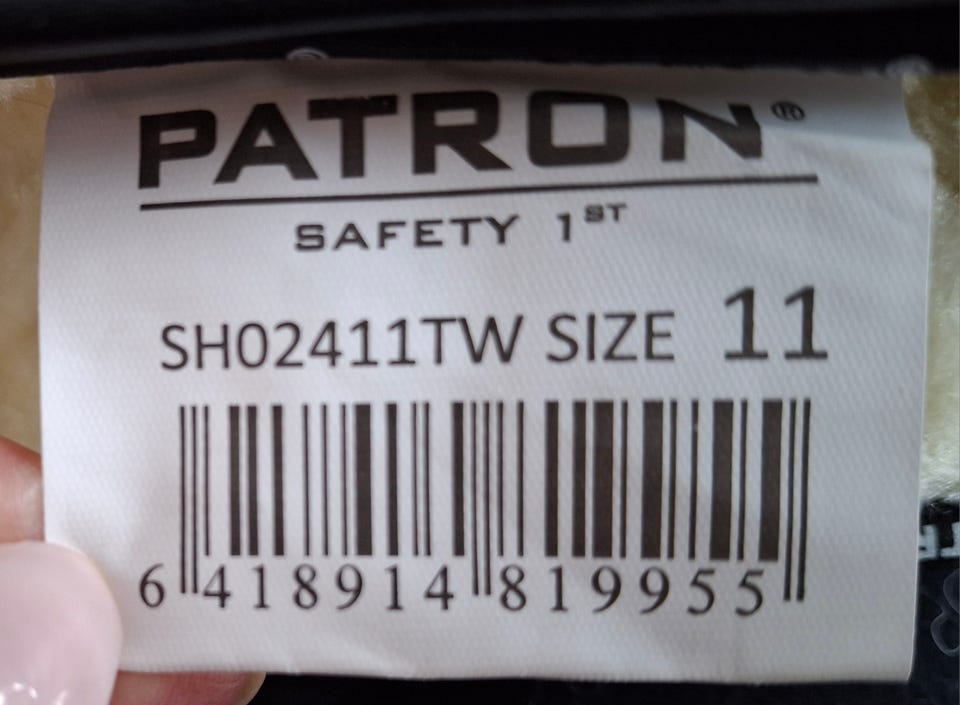 PATRON®
SAFETY 1ST
SH02411TW SIZE 11
6 418914 819955